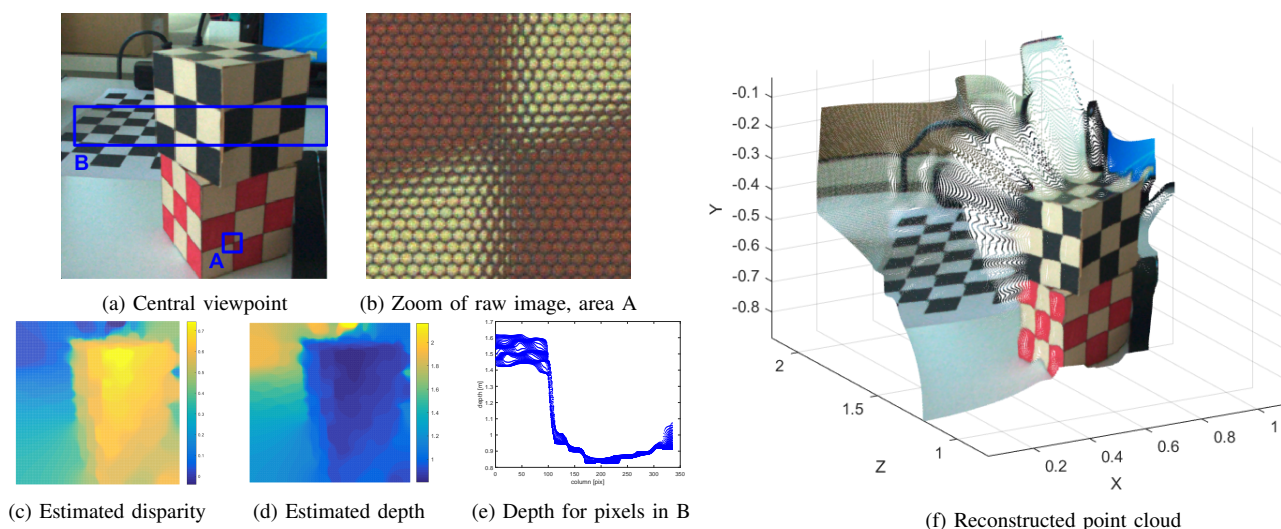 B
A
(a) Central viewpoint
(b) Zoom of raw image, area A
0.7
0.6
0.5
0.4
0.3
0.2
0.1
0
(c) Estimated disparity
2
1.8
1.6
1.4
1.2
1
(d) Estimated depth
1.7
1.6
1.5
1.4
1.3
1.2
1.1
1
0.9
0.8
depth [m]
0 50 100 150 200 250 300 350
column [pix]
(e) Depth for pixels in B
-0.1
-0.2
-0.3
-0.4
-0.5
-0.6
-0.7
-0.8
Y
2
1.5
1
Z
0.2 0.4 0.6 0.8 1
X
(f) Reconstructed point cloud